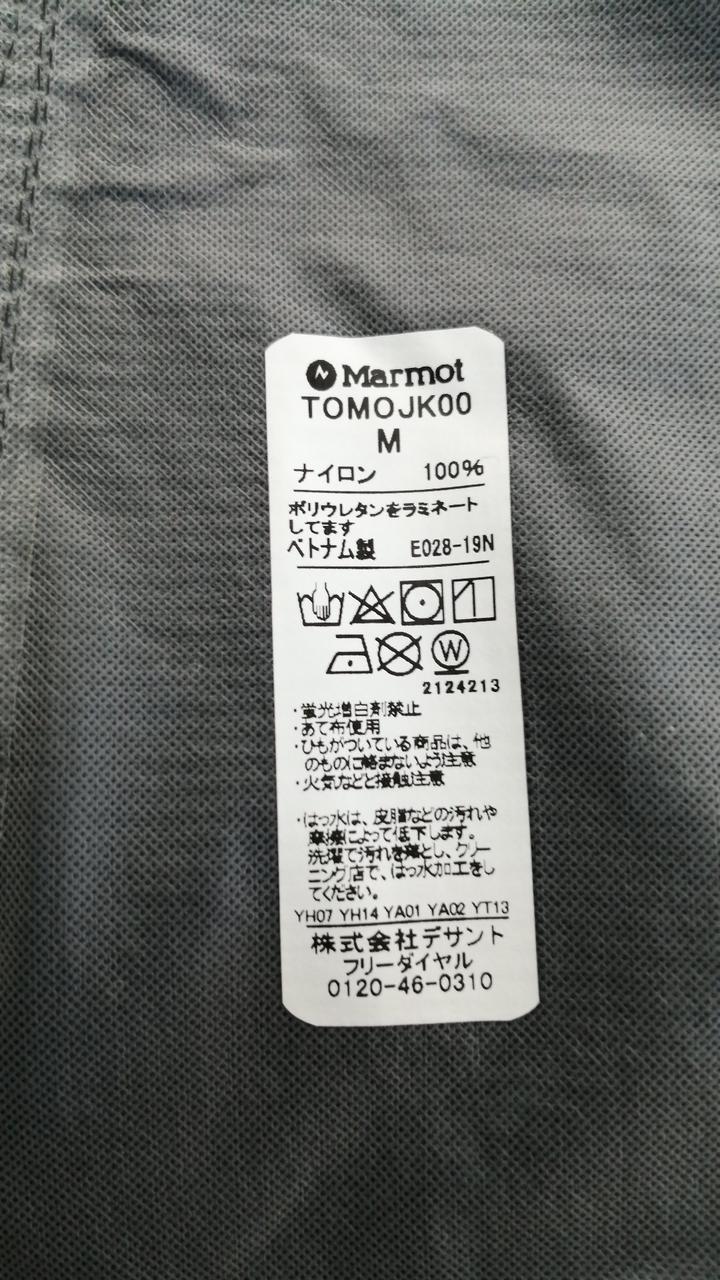 Marmot
TOMOJK00
M
ナイロン 100%
ポリウレタンをラミネート
してます
ベトナム製 E028-19N
W
2124213
・蛍光増白剤禁止
・あて布使用
・ひもがついている商品は、他
のものに絡まないよう注意
・火気などと接触注意
・はっ水は、皮脂などの汚れや
摩擦によって低下します。
洗濯で汚れを落とし、クリー
ニング店で、はっ水加工をし
てください。
YH07 YH14 YA01 YA02 YT13
株式会社デサント
フリーダイヤル
0120-46-0310